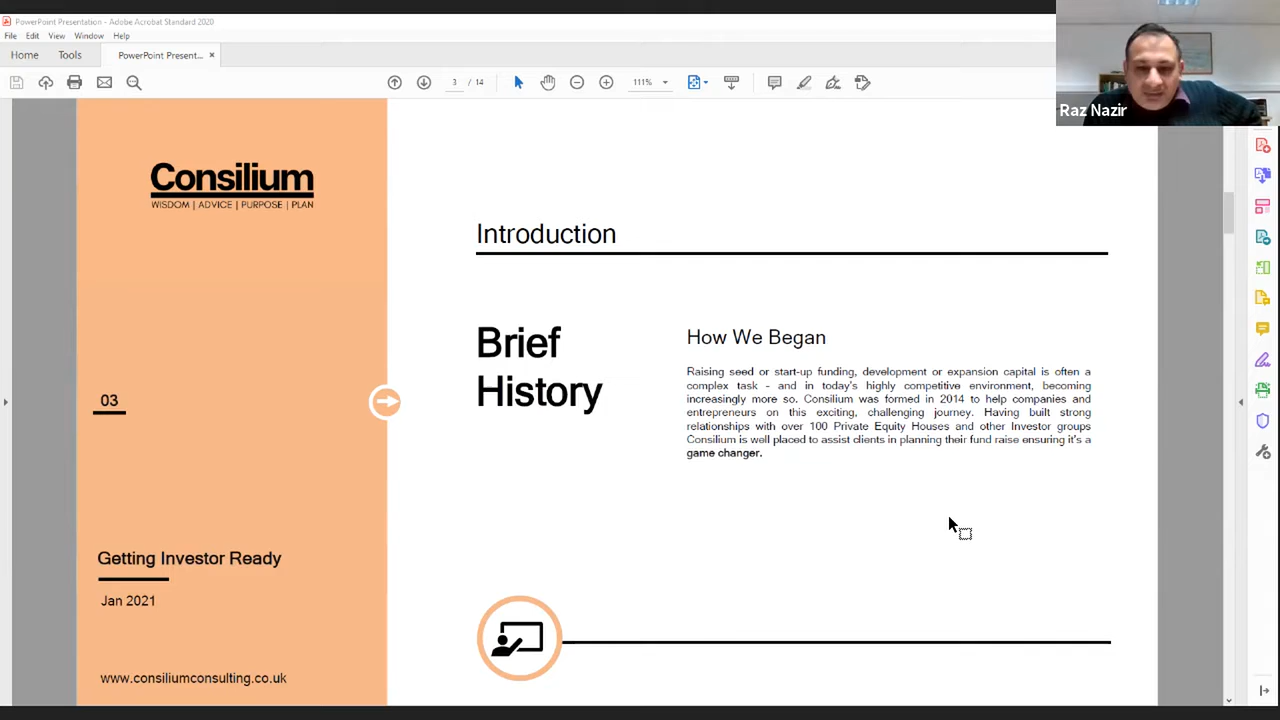 PowerPoint Presentation - Adobe Acrobat Standard 2020
File Edit View Window Help
Home Tools PowerPoint Present... ×
3 / 14 111%
Raz Nazir
Consilium
WISDOM | ADVICE | PURPOSE | PLAN
Introduction
Brief
History
How We Began
Raising seed or start-up funding, development or expansion capital is often a
complex task - and in today's highly competitive environment, becoming
increasingly more so. Consilium was formed in 2014 to help companies and
entrepreneurs on this exciting, challenging journey. Having built strong
relationships with over 100 Private Equity Houses and other Investor groups
Consilium is well placed to assist clients in planning their fund raise ensuring it's a
game changer.
03
Getting Investor Ready
Jan 2021
www.consiliumconsulting.co.uk